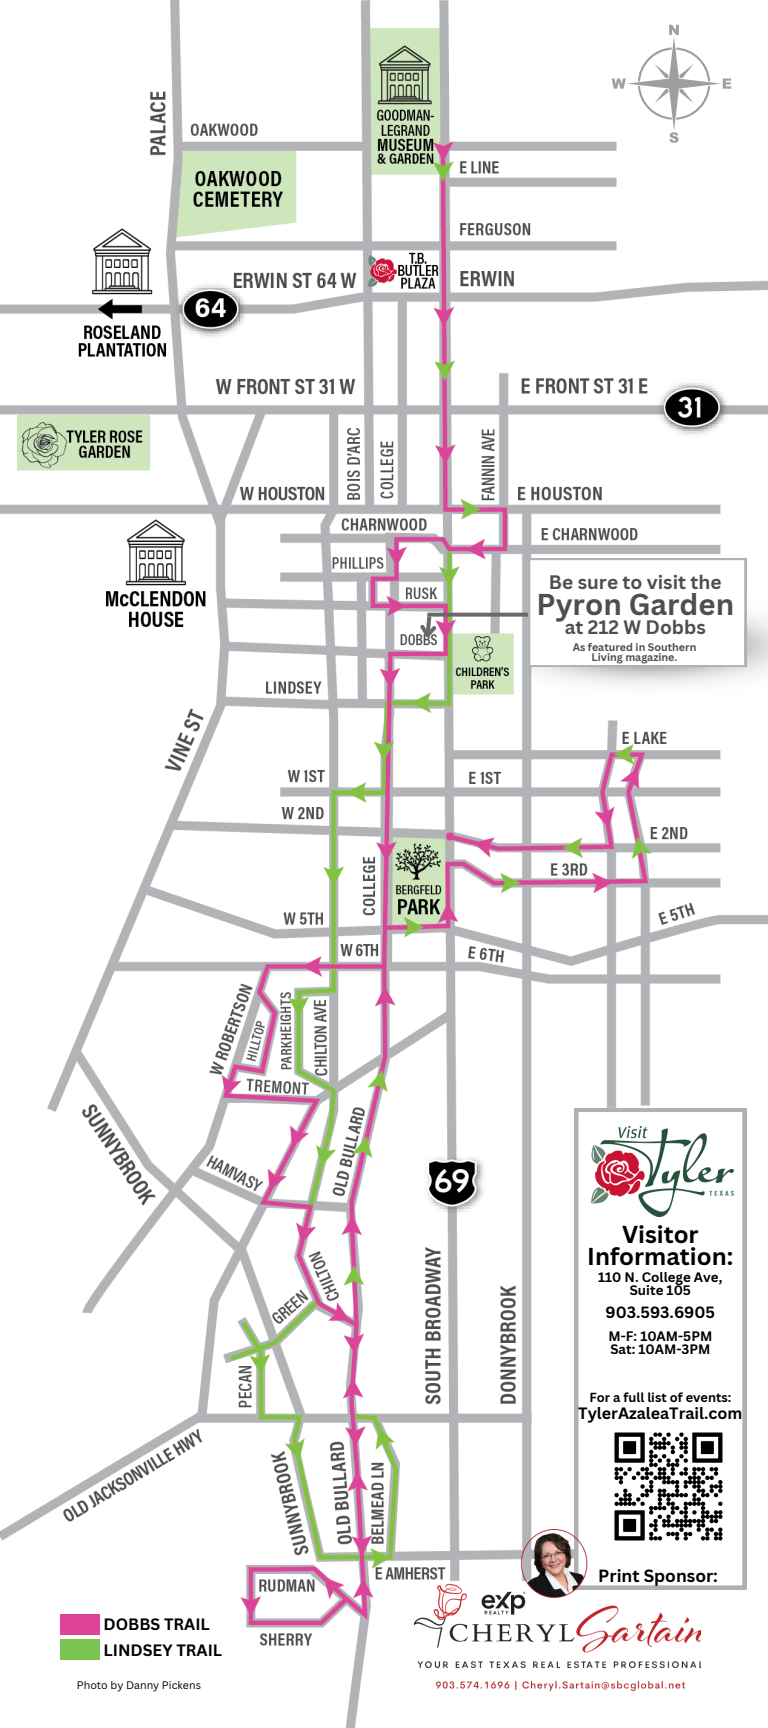 N
W
E
S
PALACE
OAKWOOD
GOODMAN-
LEGRAND
MUSEUM
& GARDEN
E LINE
OAKWOOD
CEMETERY
FERGUSON
T.B.
BUTLER
PLAZA
ERWIN ST 64 W
ERWIN
64
ROSELAND
PLANTATION
W FRONT ST 31 W
E FRONT ST 31 E
31
TYLER ROSE
GARDEN
BOIS D'ARC
COLLEGE
FANNIN AVE
W HOUSTON
E HOUSTON
CHARNWOOD
E CHARNWOOD
PHILLIPS
McCLENDON
HOUSE
RUSK
Be sure to visit the
Pyron Garden
at 212 W Dobbs
As featured in Southern
Living magazine.
DOBBS
CHILDREN'S
PARK
LINDSEY
VINE ST
E LAKE
W 1ST
E 1ST
W 2ND
E 2ND
COLLEGE
E 3RD
BERGFELD
PARK
W 5TH
E 5TH
W 6TH
E 6TH
W ROBERTSON
HILLTOP
PARKHEIGHTS
CHILTON AVE
TREMONT
SUNNYBROOK
HAMVASY
OLD BULLARD
69
CHILTON
GREEN
SOUTH BROADWAY
DONNYBROOK
PECAN
OLD JACKSONVILLE HWY
SUNNYBROOK
OLD BULLARD
BELMEAD LN
E AMHERST
RUDMAN
SHERRY
Visit
Tyler
TEXAS
Visitor
Information:
110 N. College Ave,
Suite 105
903.593.6905
M-F: 10AM-5PM
Sat: 10AM-3PM
For a full list of events:
TylerAzaleaTrail.com
Print Sponsor:
DOBBS TRAIL
LINDSEY TRAIL
Photo by Danny Pickens
exp
REALTY
CHERYL Sartain
YOUR EAST TEXAS REAL ESTATE PROFESSIONAL
903.574.1696 | Cheryl.Sartain@sbcglobal.net